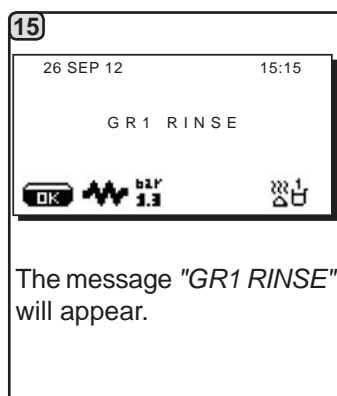 15
26 SEP 12 15:15
GR1 RINSE
OK bar 1
1.3
The message "GR1 RINSE"
will appear.